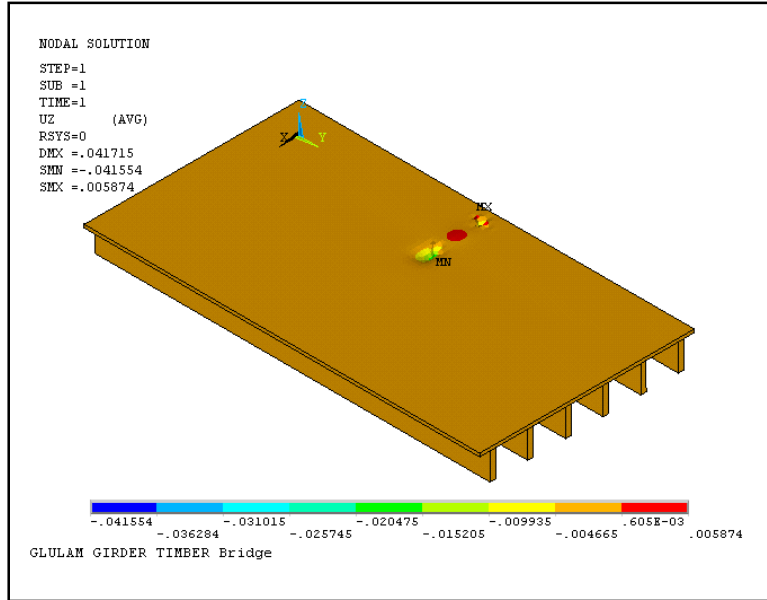 NODAL SOLUTION
STEP=1
SUB =1
TIME=1
UZ (AVG)
RSYS=0
DMX =.041715
SMN =-.041554
SMX =.005874
Z
X
Y
MX
MN
-.041554 -.031015 -.020475 -.009935 .605E-03
-.036284 -.025745 -.015205 -.004665 .005874
GLULAM GIRDER TIMBER Bridge